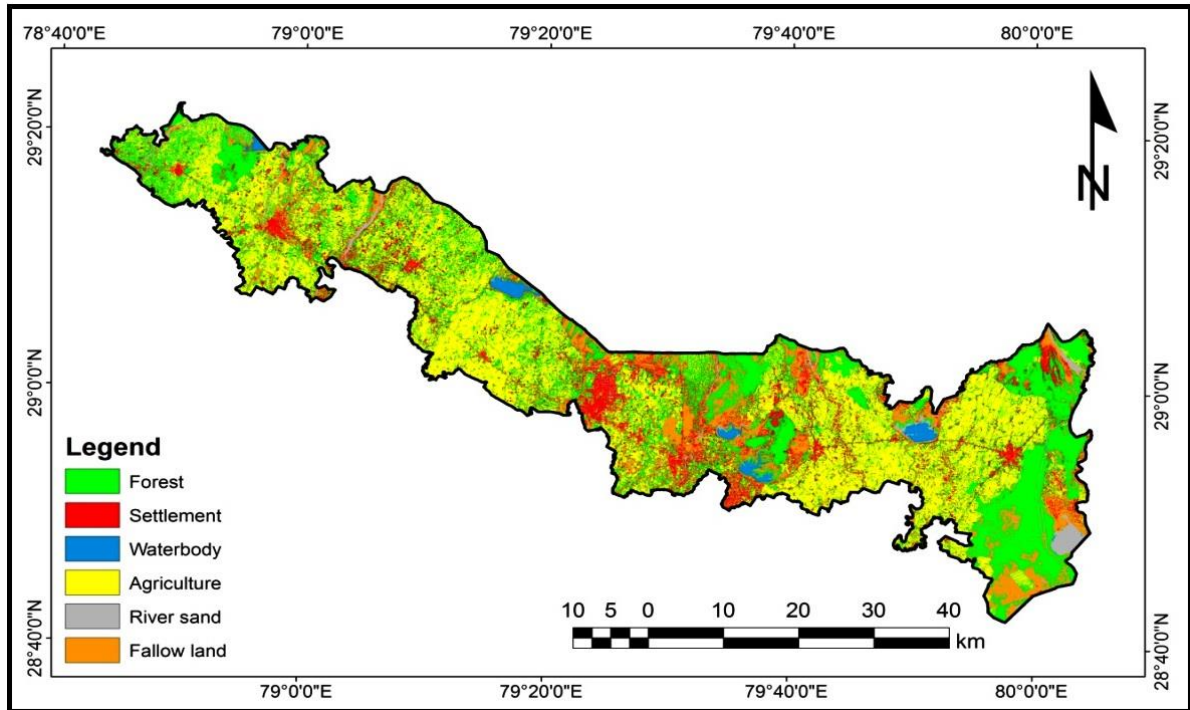 78°40'0"E 79°0'0"E 79°20'0"E 79°40'0"E 80°0'0"E
29°20'0"N
29°20'0"N
N
29°0'0"N
29°0'0"N
Legend
Forest
Settlement
Waterbody
Agriculture
River sand
Fallow land
10 5 0 10 20 30 40
km
28°40'0"N
28°40'0"N
79°0'0"E 79°20'0"E 79°40'0"E 80°0'0"E